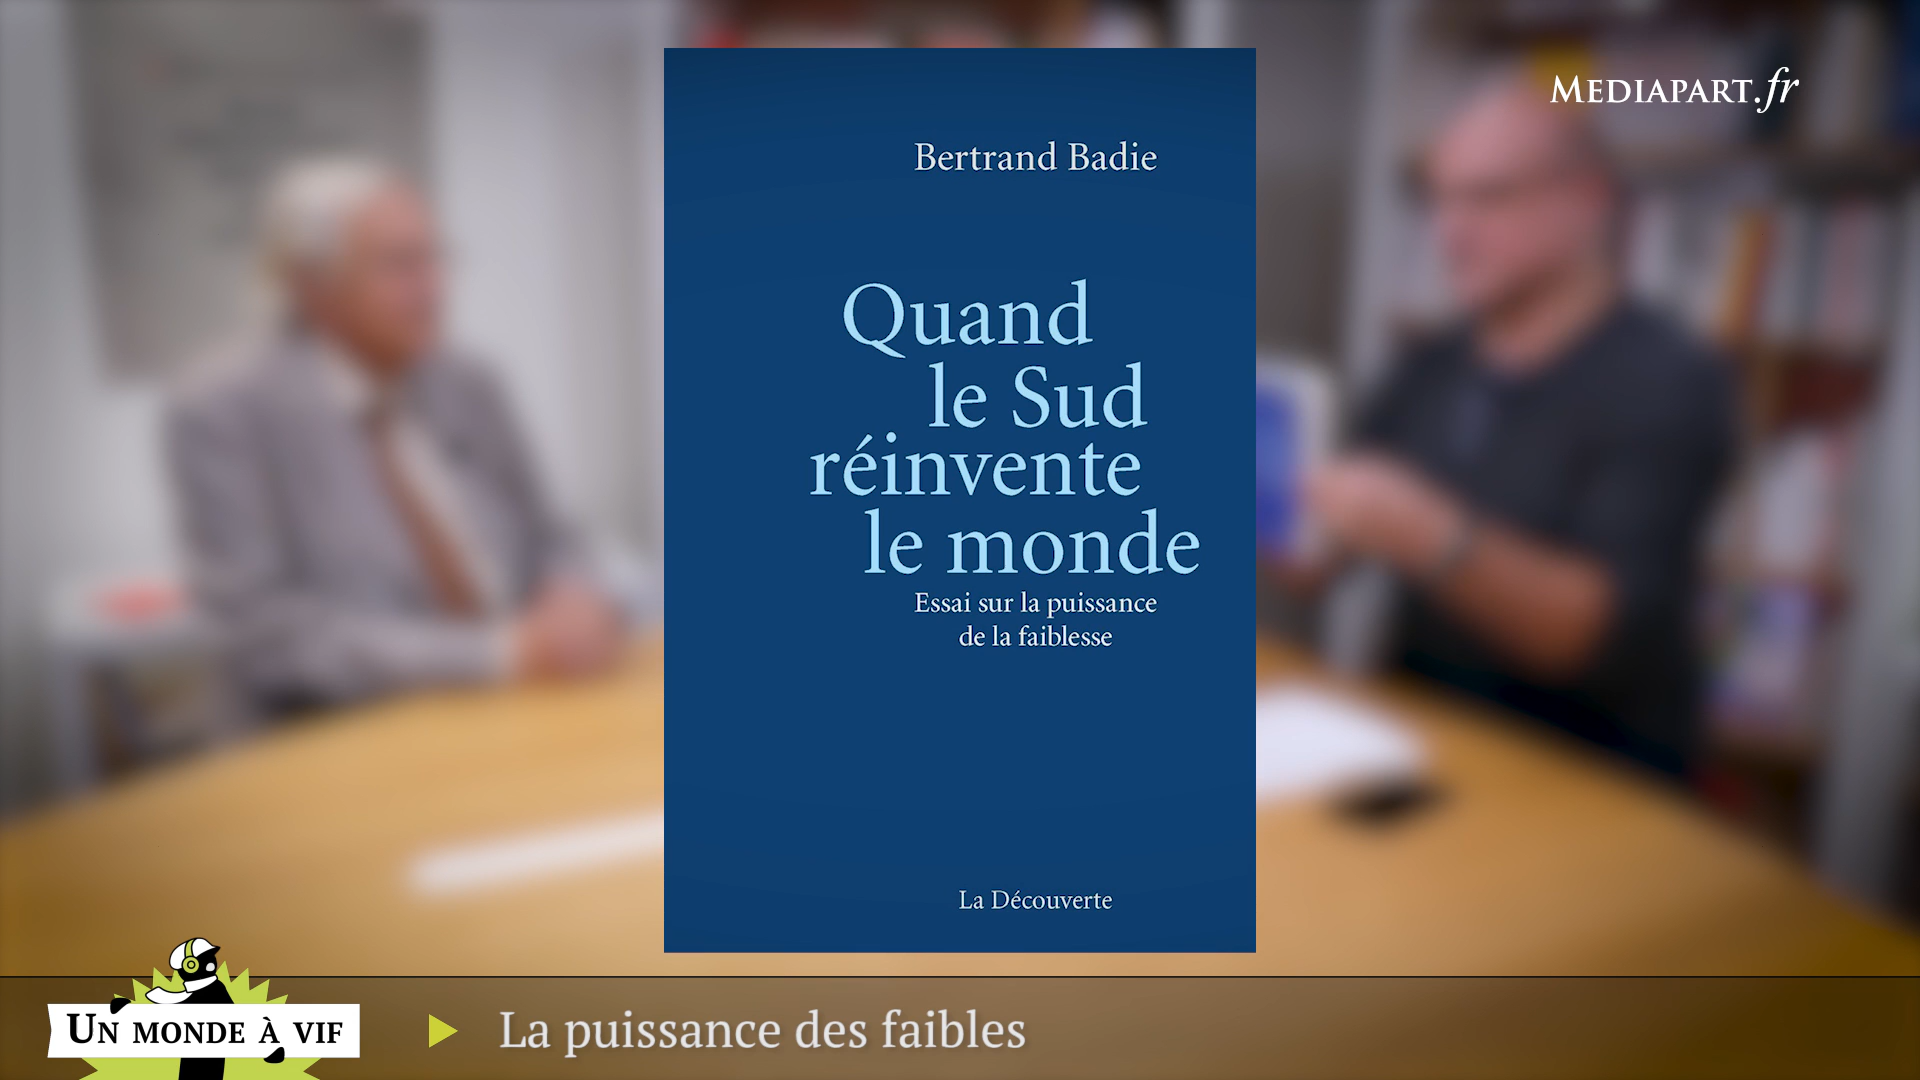 MEDIAPART.fr
Bertrand Badie
Quand
le Sud
réinvente
le monde
Essai sur la puissance
de la faiblesse
La Découverte
UN MONDE À VIF
La puissance des faibles